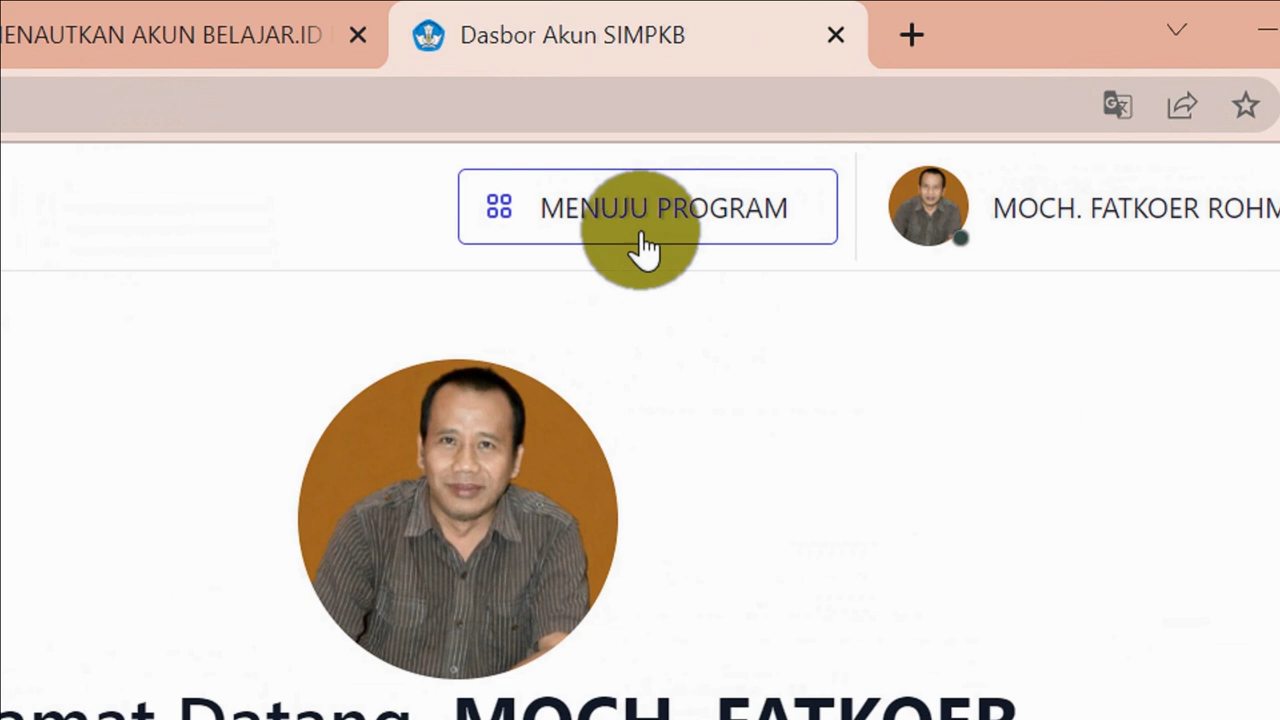 ENAUTKAN AKUN BELAJAR.ID
Dasbor Akun SIMPKB
MENUJU PROGRAM
MOCH. FATKOER ROHM
amat Datang, MOCH. FATKOER